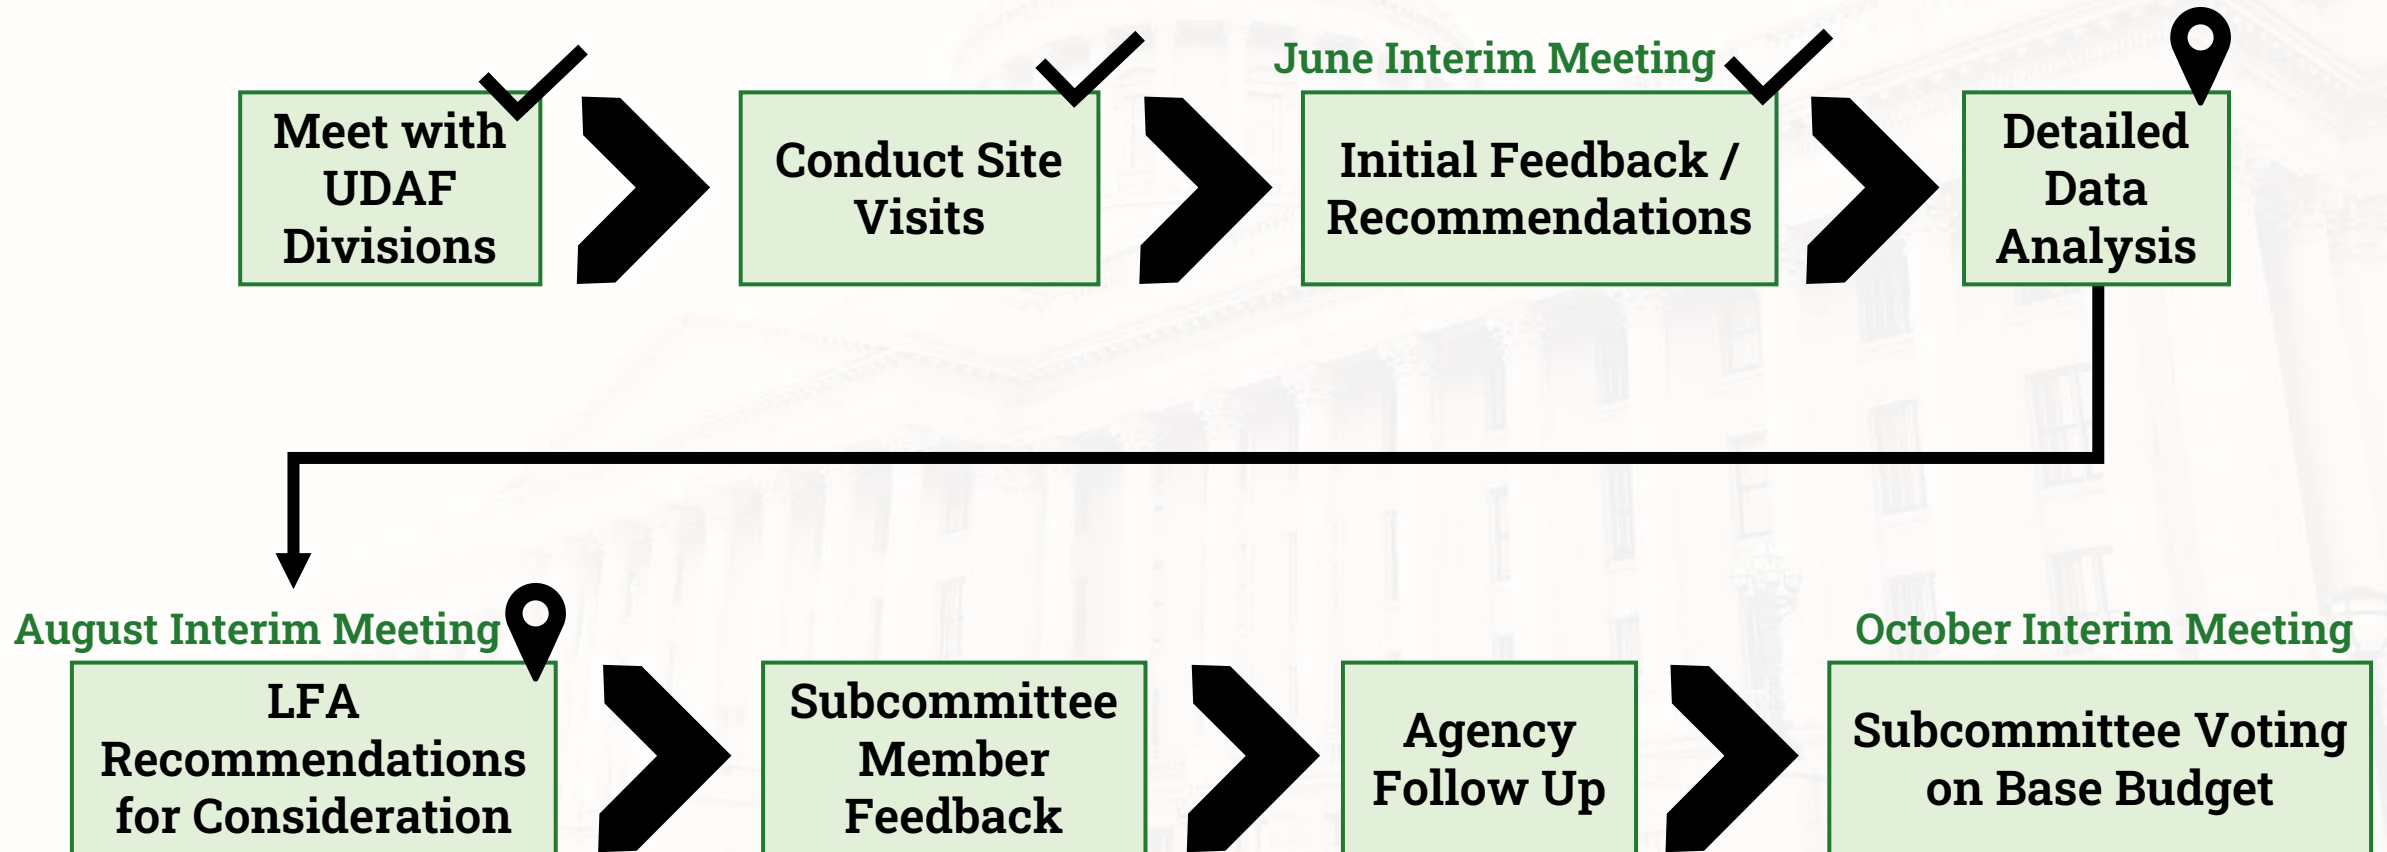 June Interim Meeting
Meet with
UDAF
Divisions
Conduct Site
Visits
Initial Feedback /
Recommendations
Detailed
Data
Analysis
August Interim Meeting
October Interim Meeting
LFA
Recommendations
for Consideration
Subcommittee
Member
Feedback
Agency
Follow Up
Subcommittee Voting
on Base Budget